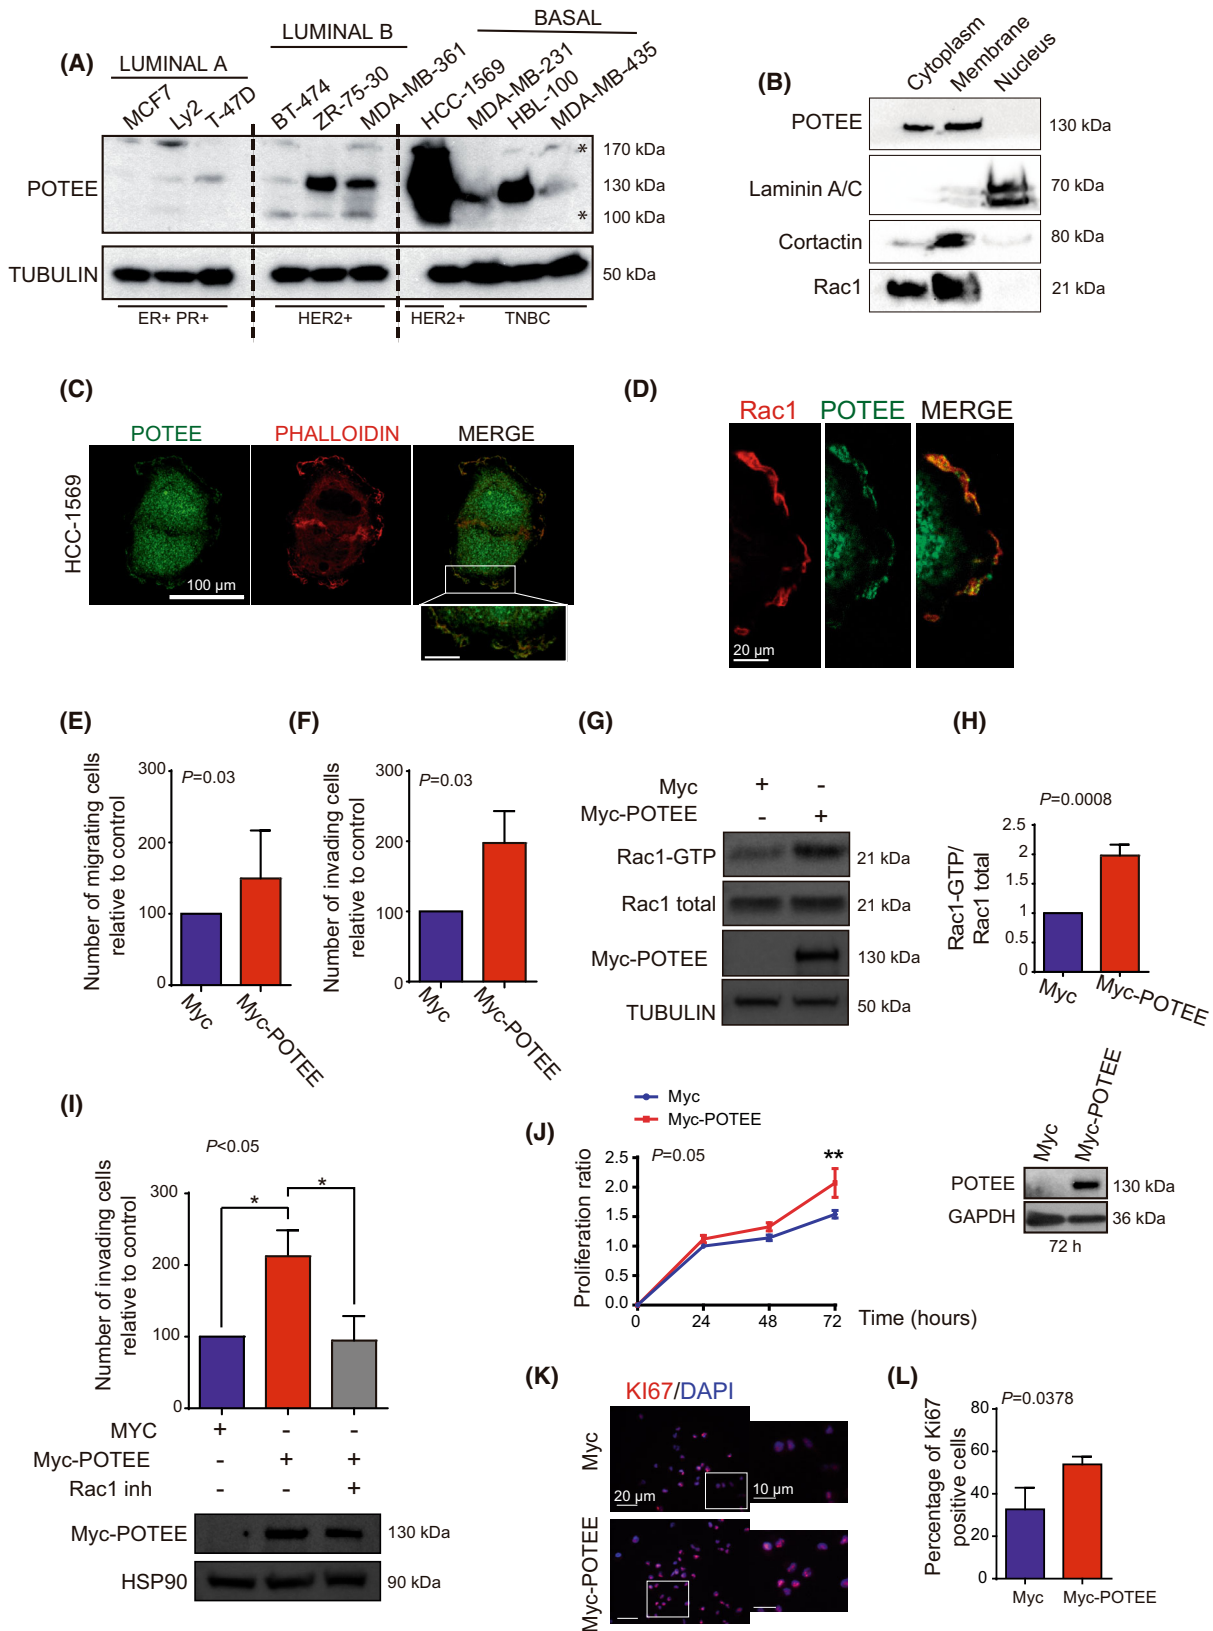 (A)
LUMINAL A
LUMINAL B
BASAL
MCF7
Ly2
T-47D
BT-474
ZR-75-30
MDA-MB-361
HCC-1569
MDA-MB-231
HBL-100
MDA-MB-435
POTEE
* 170 kDa
130 kDa
* 100 kDa
TUBULIN
50 kDa
ER+ PR+
HER2+
HER2+
TNBC
(B)
Cytoplasm
Membrane
Nucleus
POTEE
130 kDa
Laminin A/C
70 kDa
Cortactin
80 kDa
Rac1
21 kDa
(C)
POTEE
PHALLOIDIN
MERGE
HCC-1569
100 µm
(D)
Rac1
POTEE
MERGE
20 µm
(E)
Number of migrating cells
relative to control
P=0.03
300
200
100
0
Myc
Myc-POTEE
(F)
Number of invading cells
relative to control
P=0.03
300
200
100
0
Myc
Myc-POTEE
(G)
Myc + -
Myc-POTEE - +
Rac1-GTP
21 kDa
Rac1 total
21 kDa
Myc-POTEE
130 kDa
TUBULIN
50 kDa
(H)
P=0.0008
Rac1-GTP/
Rac1 total
2.5
2
1.5
1
0.5
0
Myc
Myc-POTEE
(I)
P<0.05
Number of invading cells
relative to control
300
200
100
0
*
*
MYC + - -
Myc-POTEE - + +
Rac1 inh - - +
Myc-POTEE
130 kDa
HSP90
90 kDa
(J)
Myc
Myc-POTEE
P=0.05
**
Proliferation ratio
2.5
2.0
1.5
1.0
0.5
0.0
0 24 48 72
Time (hours)
Myc
Myc-POTEE
POTEE
130 kDa
GAPDH
36 kDa
72 h
(K)
KI67/DAPI
Myc
20 µm
10 µm
Myc-POTEE
(L)
P=0.0378
Percentage of Ki67
positive cells
80
60
40
20
0
Myc
Myc-POTEE